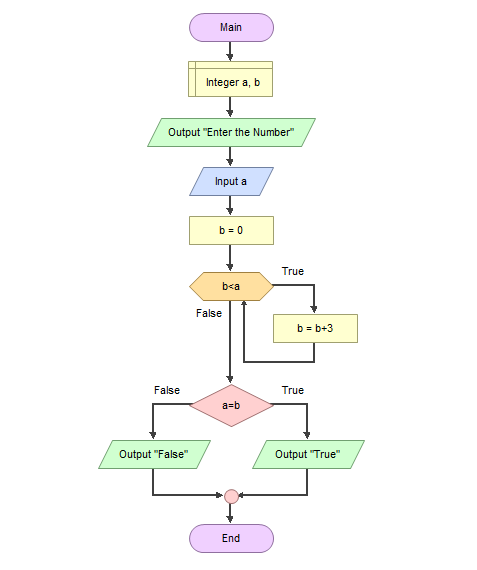 Main
Integer a, b
Output "Enter the Number"
Input a
b = 0
b<a
True
False
b = b+3
False
True
a=b
Output "False"
Output "True"
End